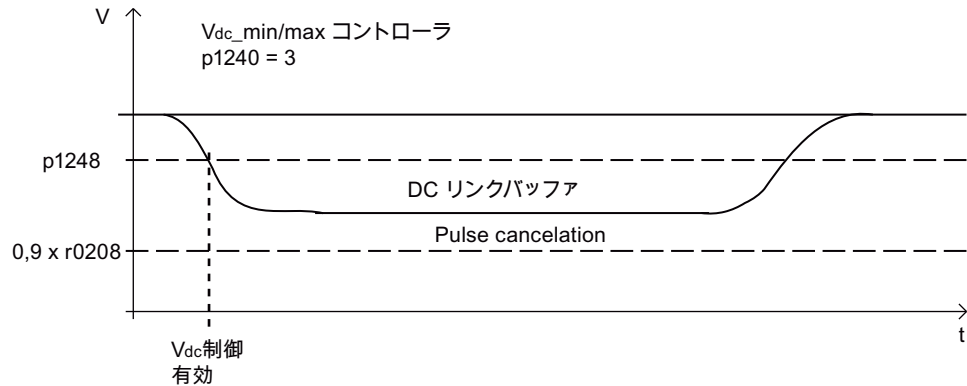 V
Vdc_min/max コントローラ
p1240 = 3
p1248
DC リンクバッファ
Pulse cancelation
0,9 x r0208
t
Vdc制御
有効